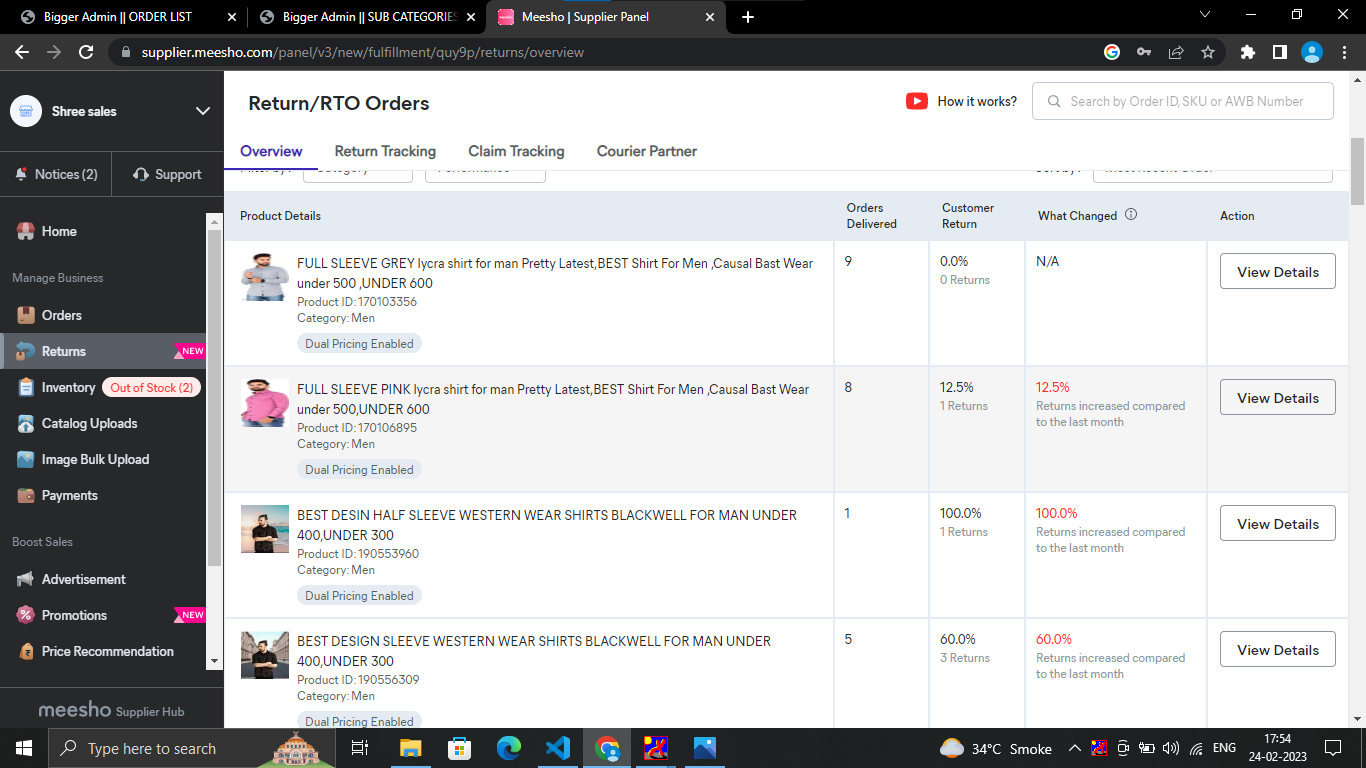 Bigger Admin || ORDER LIST
Bigger Admin || SUB CATEGORIES
Meesho | Supplier Panel
supplier.meesho.com/panel/v3/new/fulfillment/quy9p/returns/overview
Shree sales
Notices (2)
Support
Home
Manage Business
Orders
Returns
NEW
Inventory
Out of Stock (2)
Catalog Uploads
Image Bulk Upload
Payments
Boost Sales
Advertisement
Promotions
NEW
Price Recommendation
meesho Supplier Hub
Return/RTO Orders
How it works?
Search by Order ID, SKU or AWB Number
Overview
Return Tracking
Claim Tracking
Courier Partner
Product Details
Orders
Delivered
Customer
Return
What Changed
Action
FULL SLEEVE GREY lycra shirt for man Pretty Latest,BEST Shirt For Men ,Causal Bast Wear
under 500 ,UNDER 600
Product ID: 170103356
Category: Men
Dual Pricing Enabled
9
0.0%
0 Returns
N/A
View Details
FULL SLEEVE PINK lycra shirt for man Pretty Latest,BEST Shirt For Men ,Causal Bast Wear
under 500,UNDER 600
Product ID: 170106895
Category: Men
Dual Pricing Enabled
8
12.5%
1 Returns
12.5%
Returns increased compared
to the last month
View Details
BEST DESIN HALF SLEEVE WESTERN WEAR SHIRTS BLACKWELL FOR MAN UNDER
400,UNDER 300
Product ID: 190553960
Category: Men
Dual Pricing Enabled
1
100.0%
1 Returns
100.0%
Returns increased compared
to the last month
View Details
BEST DESIGN SLEEVE WESTERN WEAR SHIRTS BLACKWELL FOR MAN UNDER
400,UNDER 300
Product ID: 190556309
Category: Men
Dual Pricing Enabled
5
60.0%
3 Returns
60.0%
Returns increased compared
to the last month
View Details
Type here to search
34°C Smoke
ENG
17:54
24-02-2023